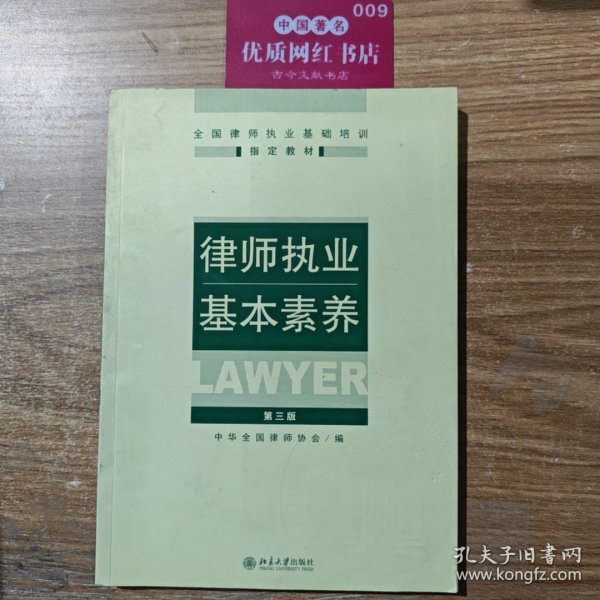 009
中国著名
优质网红书店
古今文献书店
全国律师执业基础培训
指定教材
律师执业
基本素养
LAWYER
第三版
中华全国律师协会/编
北京大学出版社
PEKING UNIVERSITY PRESS
孔夫子旧书网
www.kongfz.com